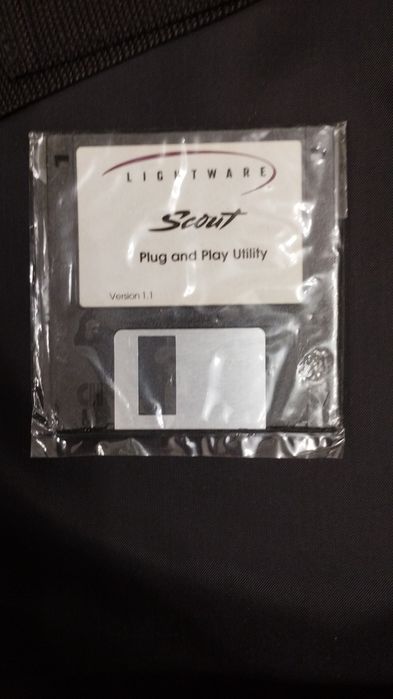 LIGHTWARE
Scout
Plug and Play Utility
Version 1.1